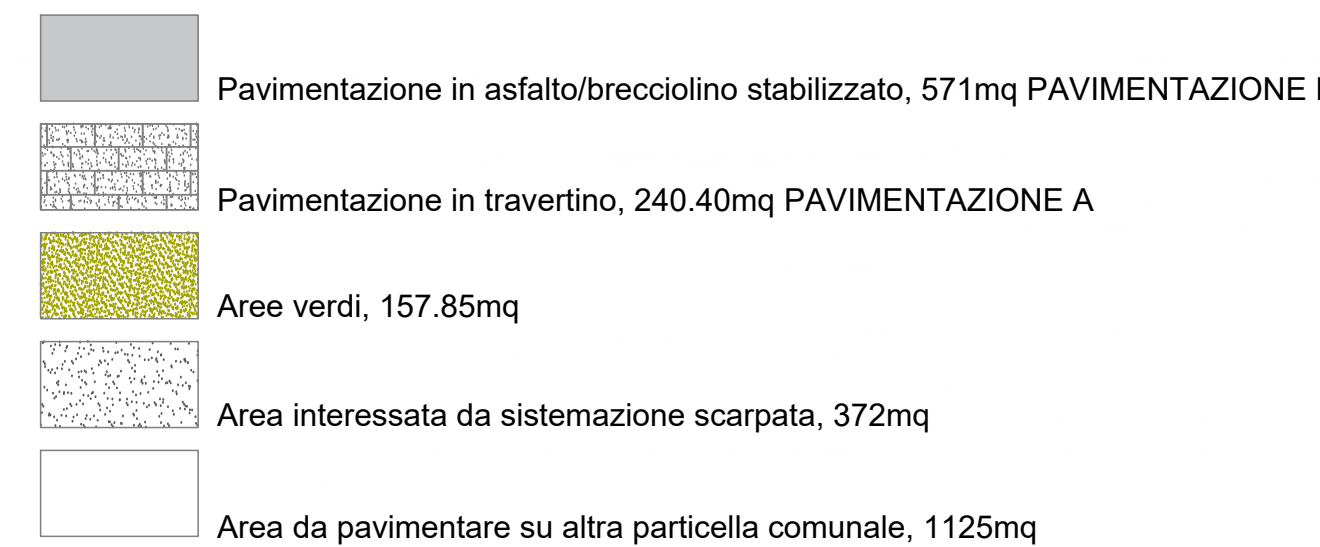 Pavimentazione in asfalto/brecciolino stabilizzato, 571mq PAVIMENTAZIONE
Pavimentazione in travertino, 240.40mq PAVIMENTAZIONE A
Aree verdi, 157.85mq
Area interessata da sistemazione scarpata, 372mq
Area da pavimentare su altra particella comunale, 1125mq